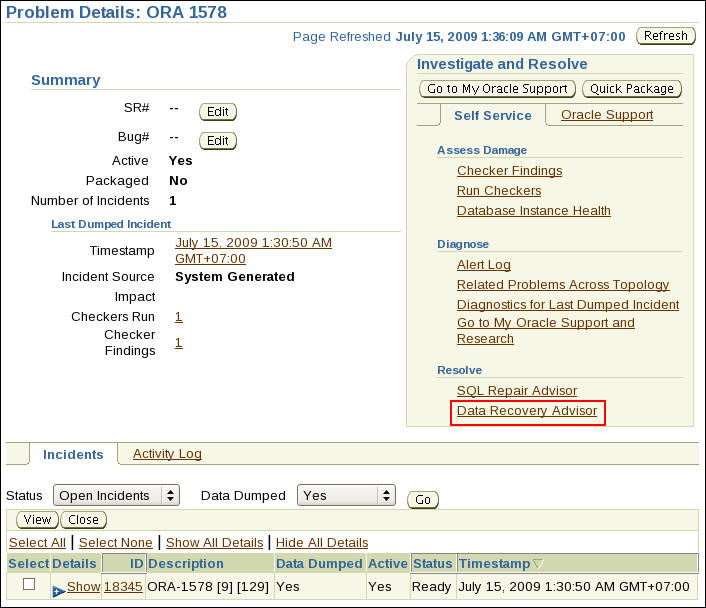 Problem Details: ORA 1578
Page Refreshed July 15, 2009 1:36:09 AM GMT+07:00 Refresh
Summary
SR# -- Edit
Bug# -- Edit
Active Yes
Packaged No
Number of Incidents 1
Last Dumped Incident
Timestamp July 15, 2009 1:30:50 AM
GMT+07:00
Incident Source System Generated
Impact
Checkers Run 1
Checker
Findings 1
Investigate and Resolve
Go to My Oracle Support Quick Package
Self Service Oracle Support
Assess Damage
Checker Findings
Run Checkers
Database Instance Health
Diagnose
Alert Log
Related Problems Across Topology
Diagnostics for Last Dumped Incident
Go to My Oracle Support and
Research
Resolve
SQL Repair Advisor
Data Recovery Advisor
Incidents Activity Log
Status Open Incidents Data Dumped Yes Go
View Close
Select All | Select None | Show All Details | Hide All Details
Select Details ID Description Data Dumped Active Status Timestamp
Show 18345 ORA-1578 [9] [129] Yes Yes Ready July 15, 2009 1:30:50 AM GMT+07:00